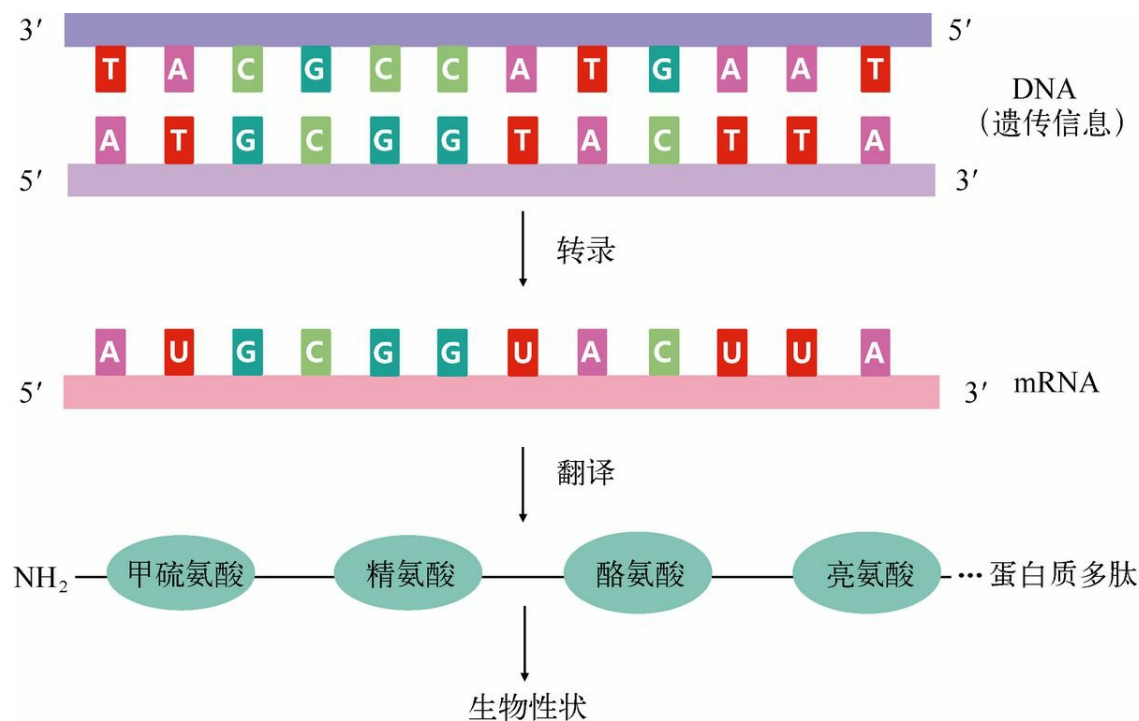 3′ 5′
T A C G C C A T G A A T
DNA
（遗传信息）
A T G C G G T A C T T A
5′ 3′
转录
A U G C G G U A C U U A
5′ 3′ mRNA
翻译
NH₂ 甲硫氨酸 精氨酸 酪氨酸 亮氨酸 … 蛋白质多肽
生物性状